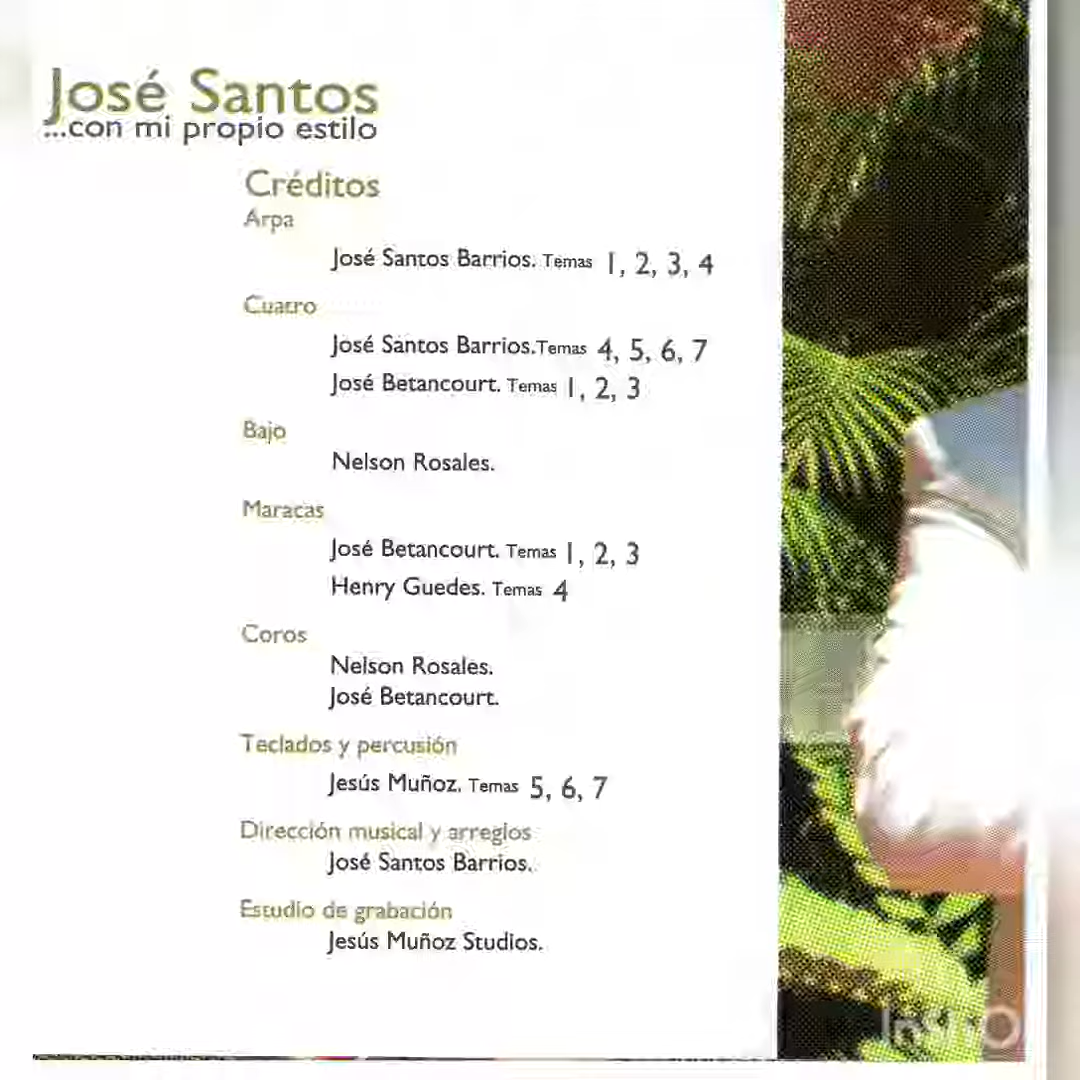 José Santos
...con mi propio estilo
Créditos
Arpa
José Santos Barrios. Temas 1, 2, 3, 4
Cuatro
José Santos Barrios.Temas 4, 5, 6, 7
José Betancourt. Temas 1, 2, 3
Bajo
Nelson Rosales.
Maracas
José Betancourt. Temas 1, 2, 3
Henry Guedes. Temas 4
Coros
Nelson Rosales.
José Betancourt.
Teclados y percusión
Jesús Muñoz. Temas 5, 6, 7
Dirección musical y arreglos
José Santos Barrios.
Estudio de grabación
Jesús Muñoz Studios.
InShO